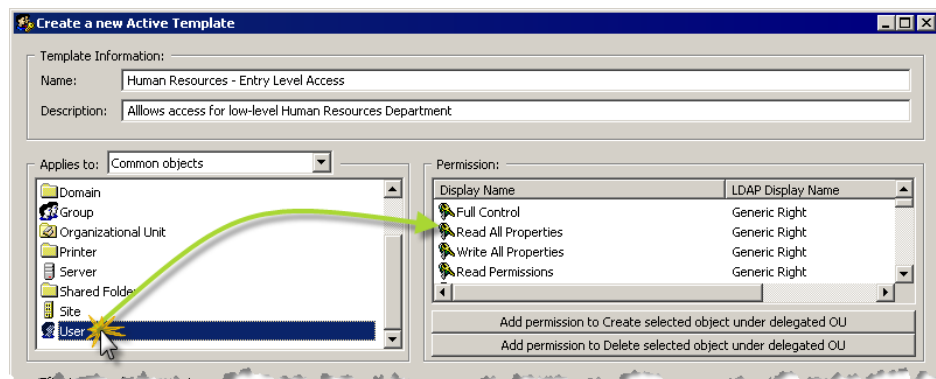 Create a new Active Template
Template Information:
Name: Human Resources - Entry Level Access
Description: Alllows access for low-level Human Resources Department
Applies to: Common objects
Domain
Group
Organizational Unit
Printer
Server
Shared Folder
Site
User
Permission:
Display Name LDAP Display Name
Full Control Generic Right
Read All Properties Generic Right
Write All Properties Generic Right
Read Permissions Generic Right
Add permission to Create selected object under delegated OU
Add permission to Delete selected object under delegated OU